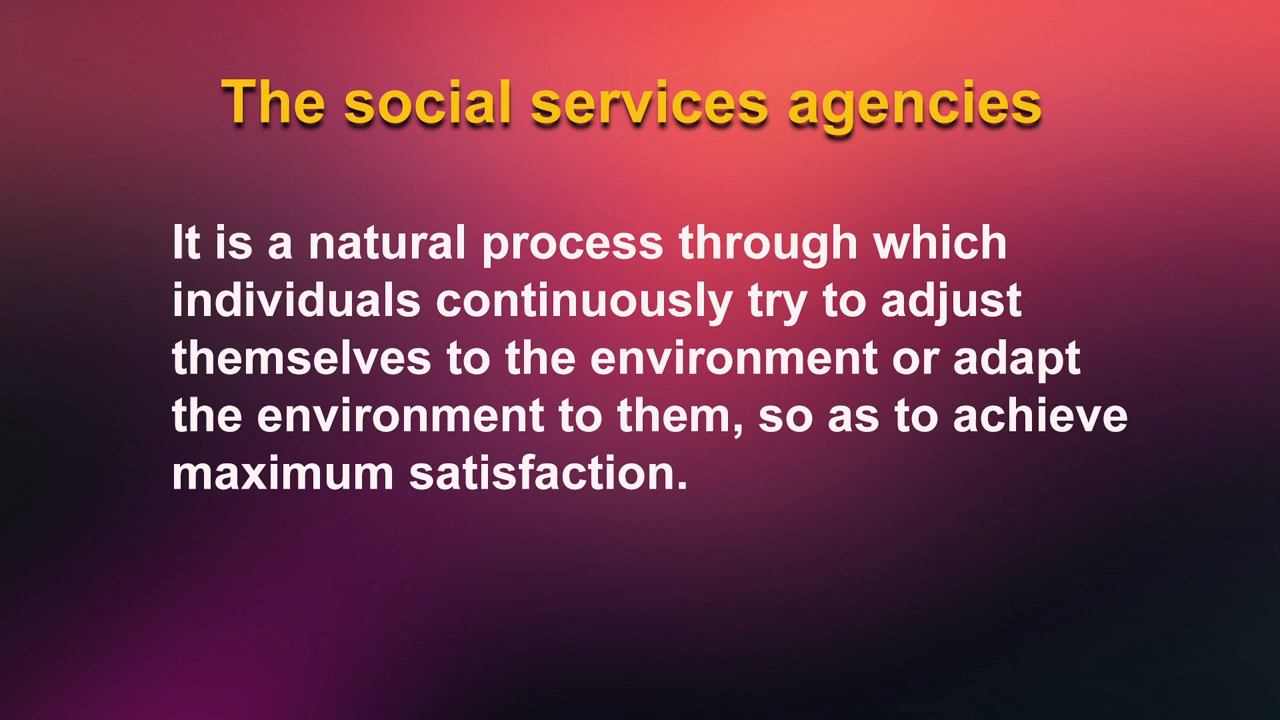 The social services agencies
It is a natural process through which
individuals continuously try to adjust
themselves to the environment or adapt
the environment to them, so as to achieve
maximum satisfaction.